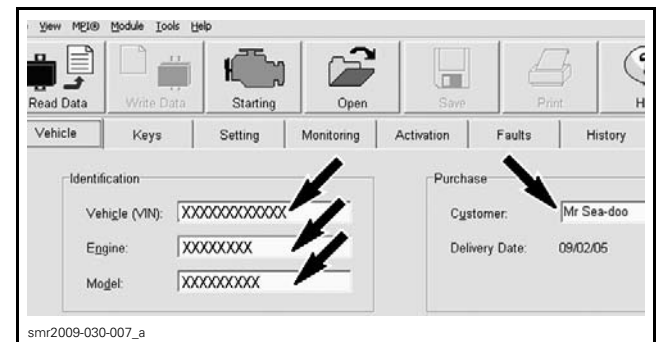 View MPI® Module Tools Help
Read Data Write Data Starting Open Save Print
Vehicle Keys Setting Monitoring Activation Faults History
Identification Purchase
Vehicle (VIN): XXXXXXXXXXXX Customer: Mr Sea-doo
Engine: XXXXXXXX Delivery Date: 09/02/05
Model: XXXXXXXXX
smr2009-030-007_a